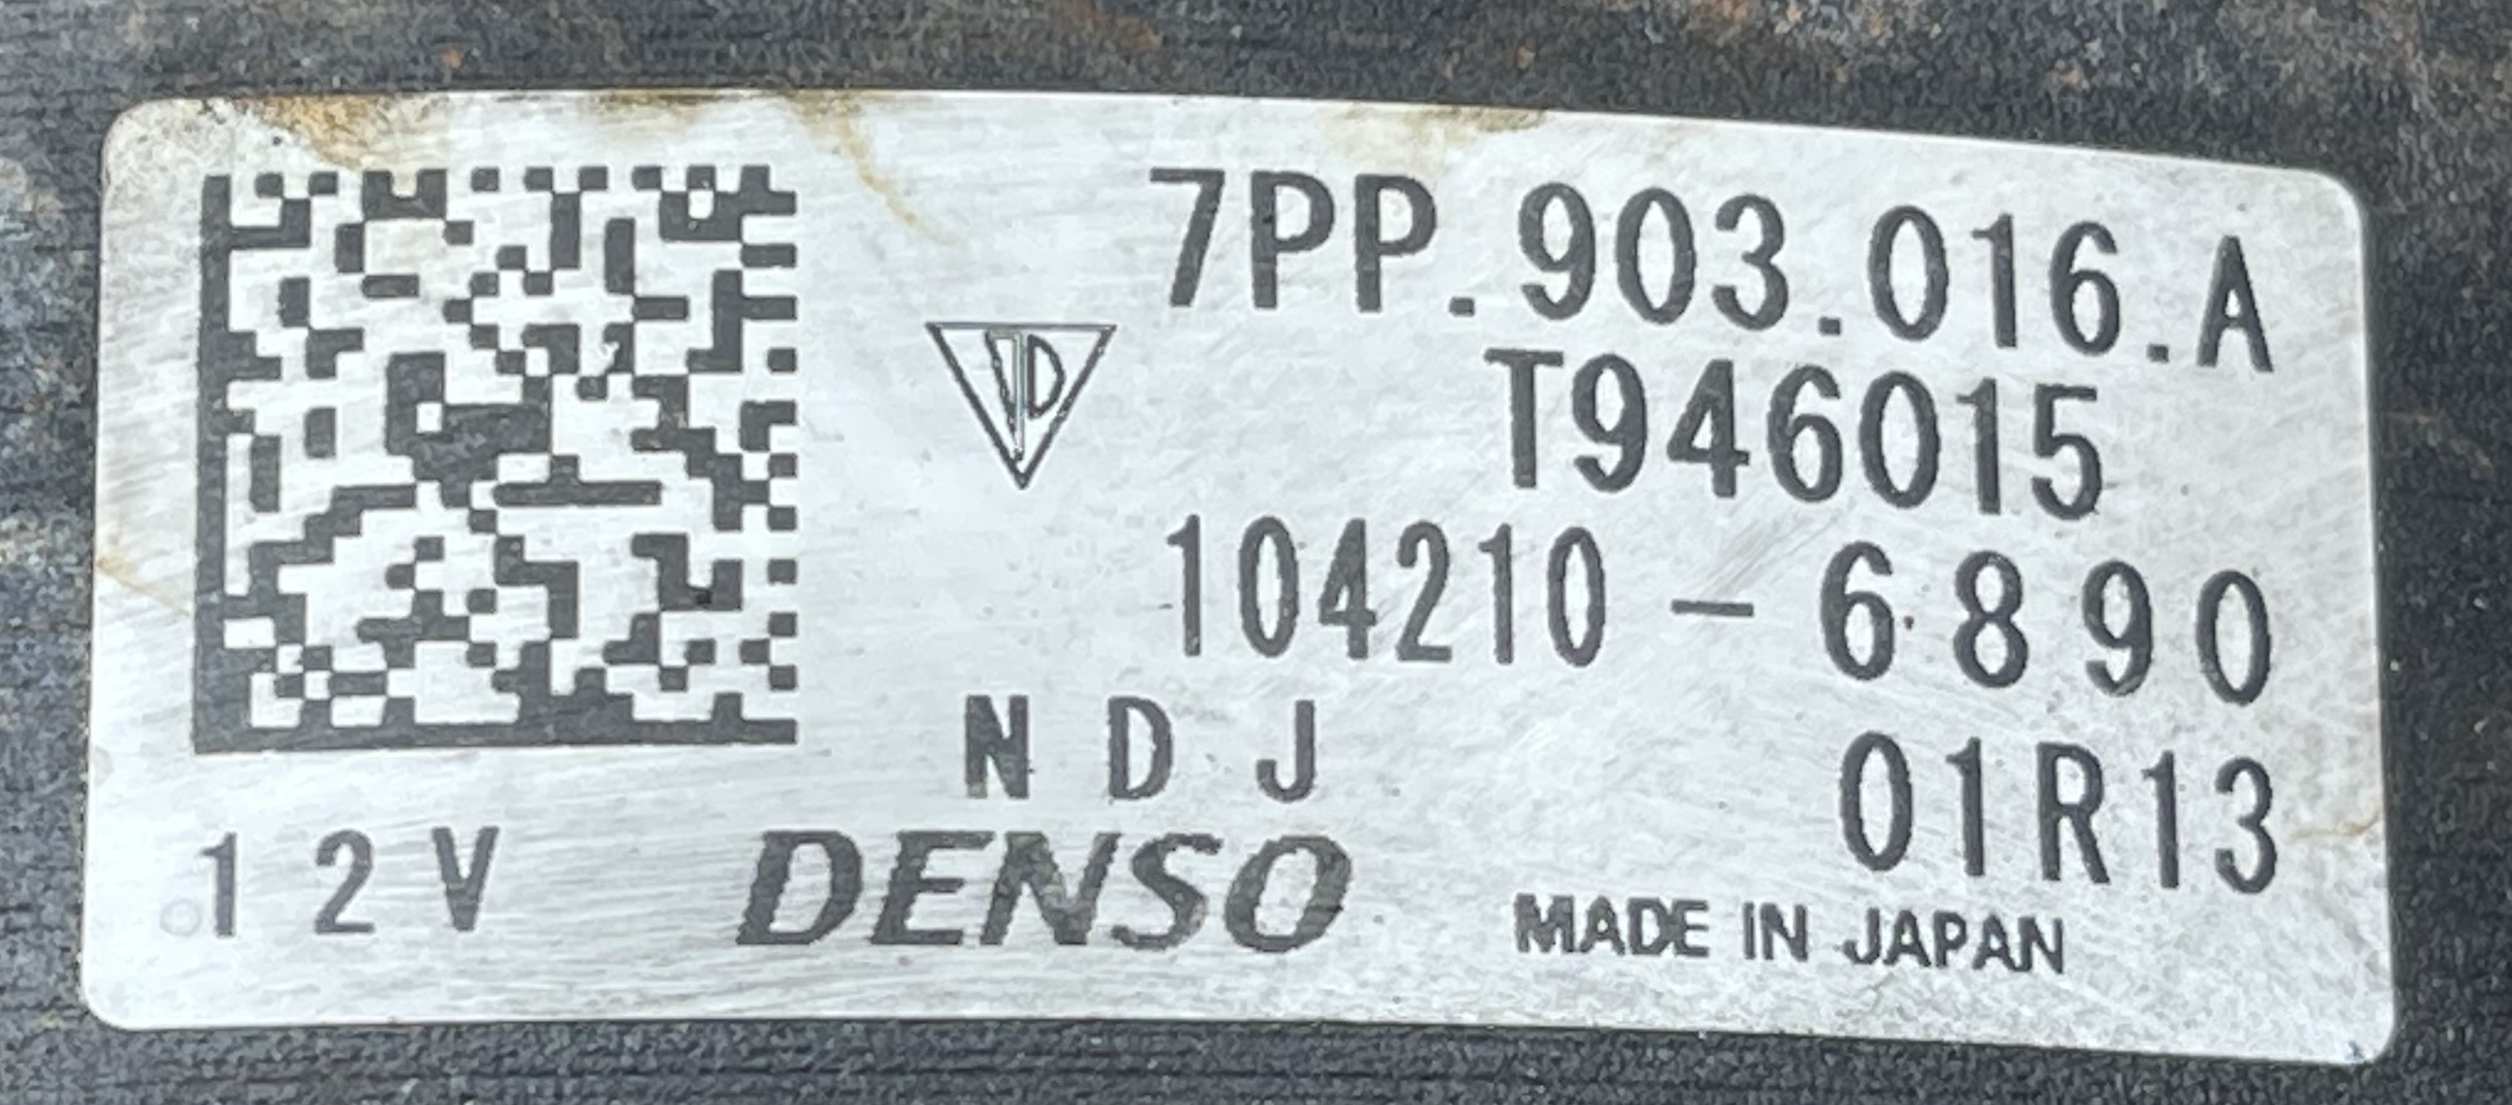 7PP.903.016.A
T946015
104210-6890
NDJ
01R13
12V
DENSO
MADE IN JAPAN